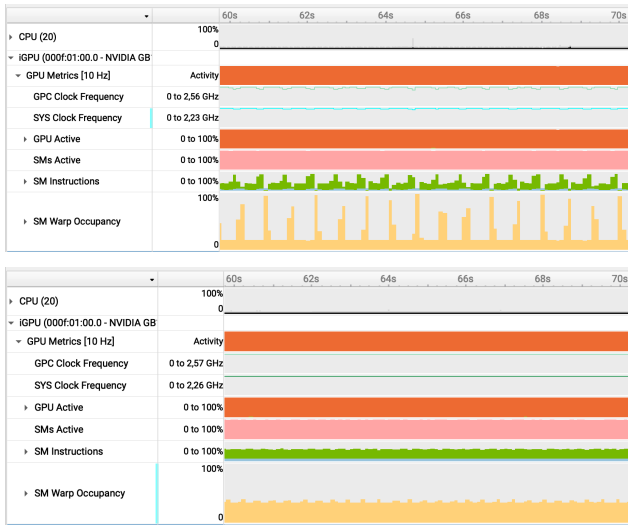 60s 62s 64s 66s 68s 70s
CPU (20) 100%
0
iGPU (000f:01:00.0 - NVIDIA GB
GPU Metrics [10 Hz] Activity
GPC Clock Frequency 0 to 2,56 GHz
SYS Clock Frequency 0 to 2,23 GHz
GPU Active 0 to 100%
SMs Active 0 to 100%
SM Instructions 0 to 100%
100%
SM Warp Occupancy
0
60s 62s 64s 66s 68s 70s
100%
CPU (20)
0
iGPU (000f:01:00.0 - NVIDIA GB
GPU Metrics [10 Hz] Activity
GPC Clock Frequency 0 to 2,57 GHz
SYS Clock Frequency 0 to 2,26 GHz
GPU Active 0 to 100%
SMs Active 0 to 100%
SM Instructions 0 to 100%
100%
SM Warp Occupancy
0